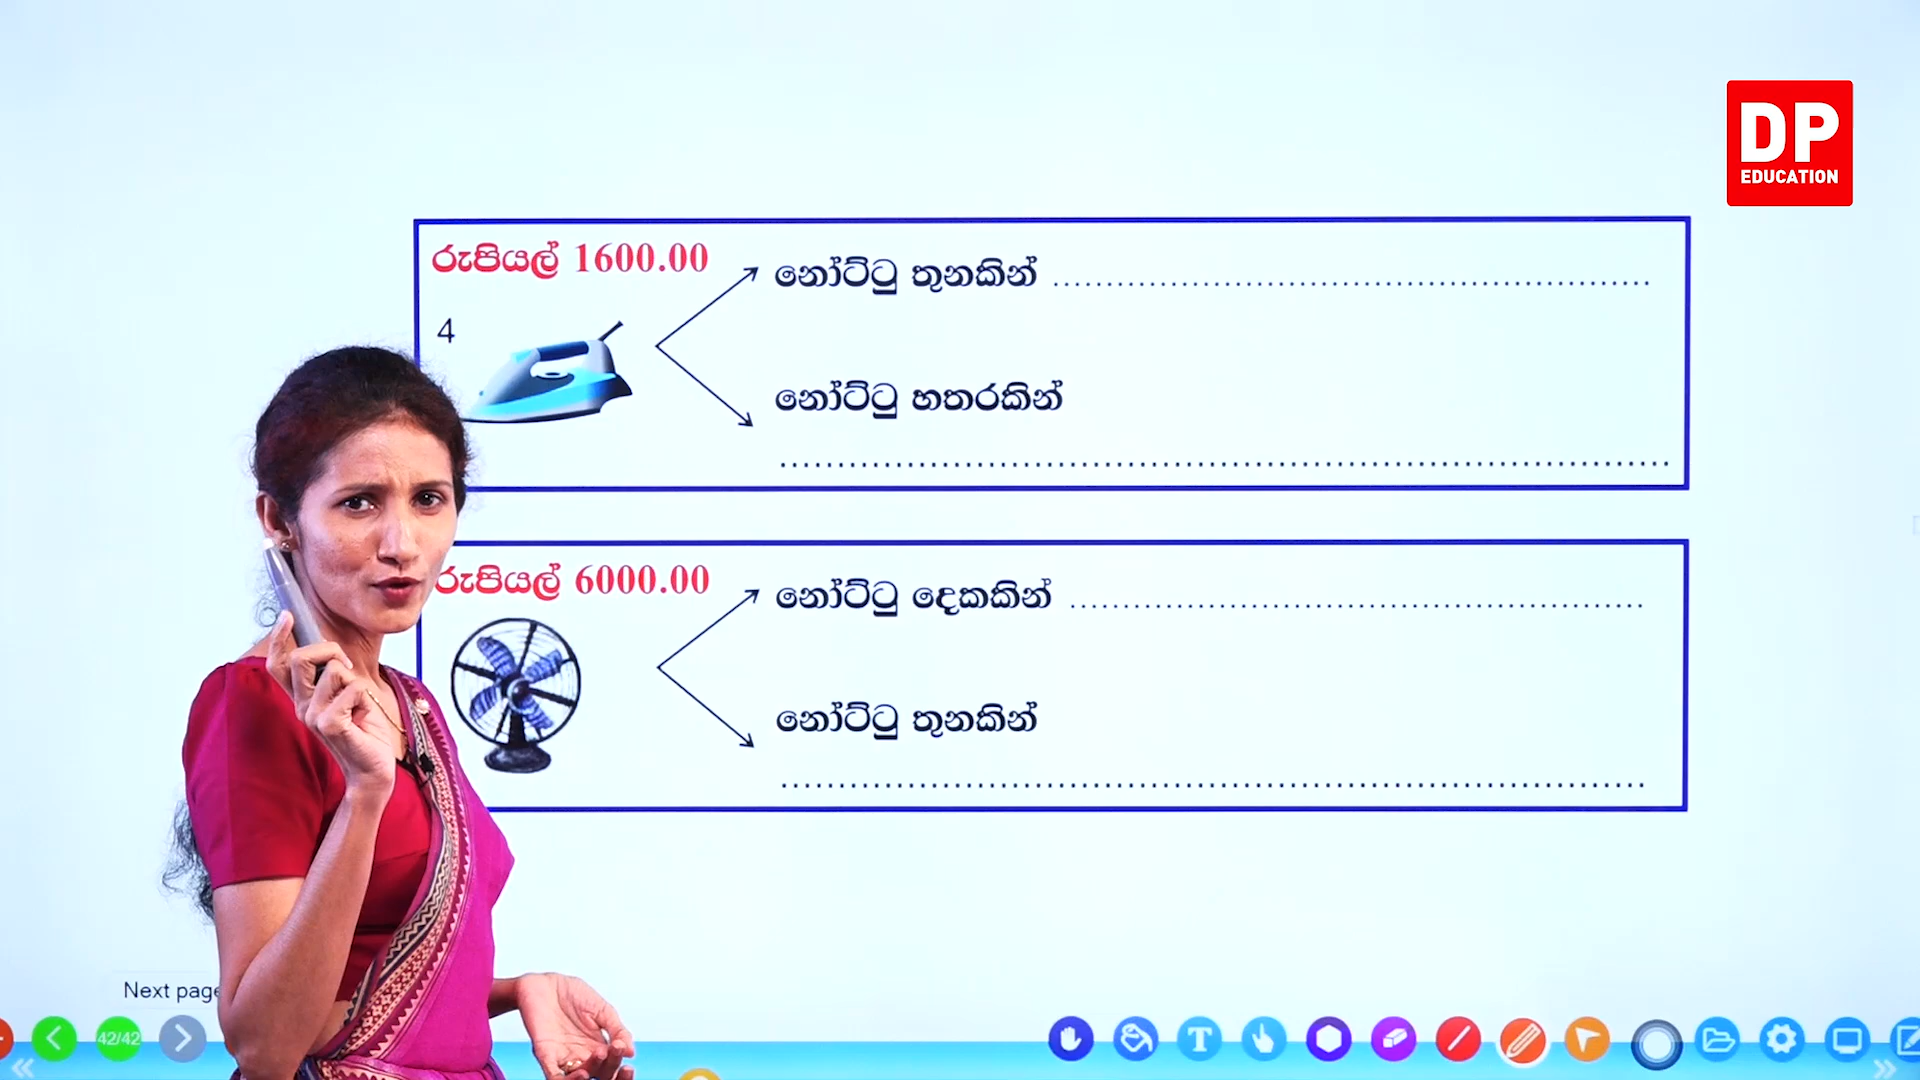 DP
EDUCATION
රුපියල් 1600.00
නෝට්ටු තුනකින් ........................................................
4
නෝට්ටු හතරකින්
..................................................................................
රුපියල් 6000.00
නෝට්ටු දෙකකින් ......................................................
නෝට්ටු තුනකින්
..................................................................................
Next page
42/42